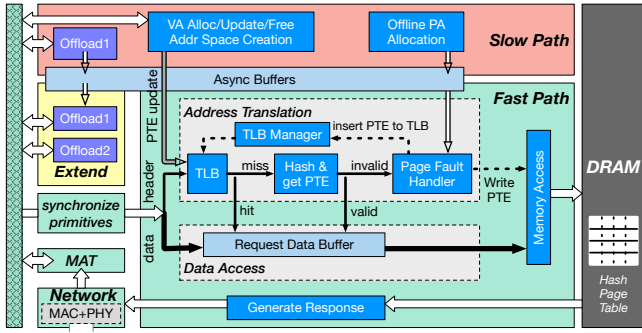 Offload1
VA Alloc/Update/Free
Addr Space Creation
Offline PA
Allocation
Slow Path
Async Buffers
Offload1
Offload2
Extend
PTE update
Fast Path
Address Translation
TLB Manager
insert PTE to TLB
TLB
miss
Hash &
get PTE
invalid
Page Fault
Handler
Write
PTE
Memory Access
DRAM
header
synchronize
primitives
hit
valid
data
Request Data Buffer
Data Access
MAT
Network
MAC+PHY
Generate Response
Hash
Page
Table